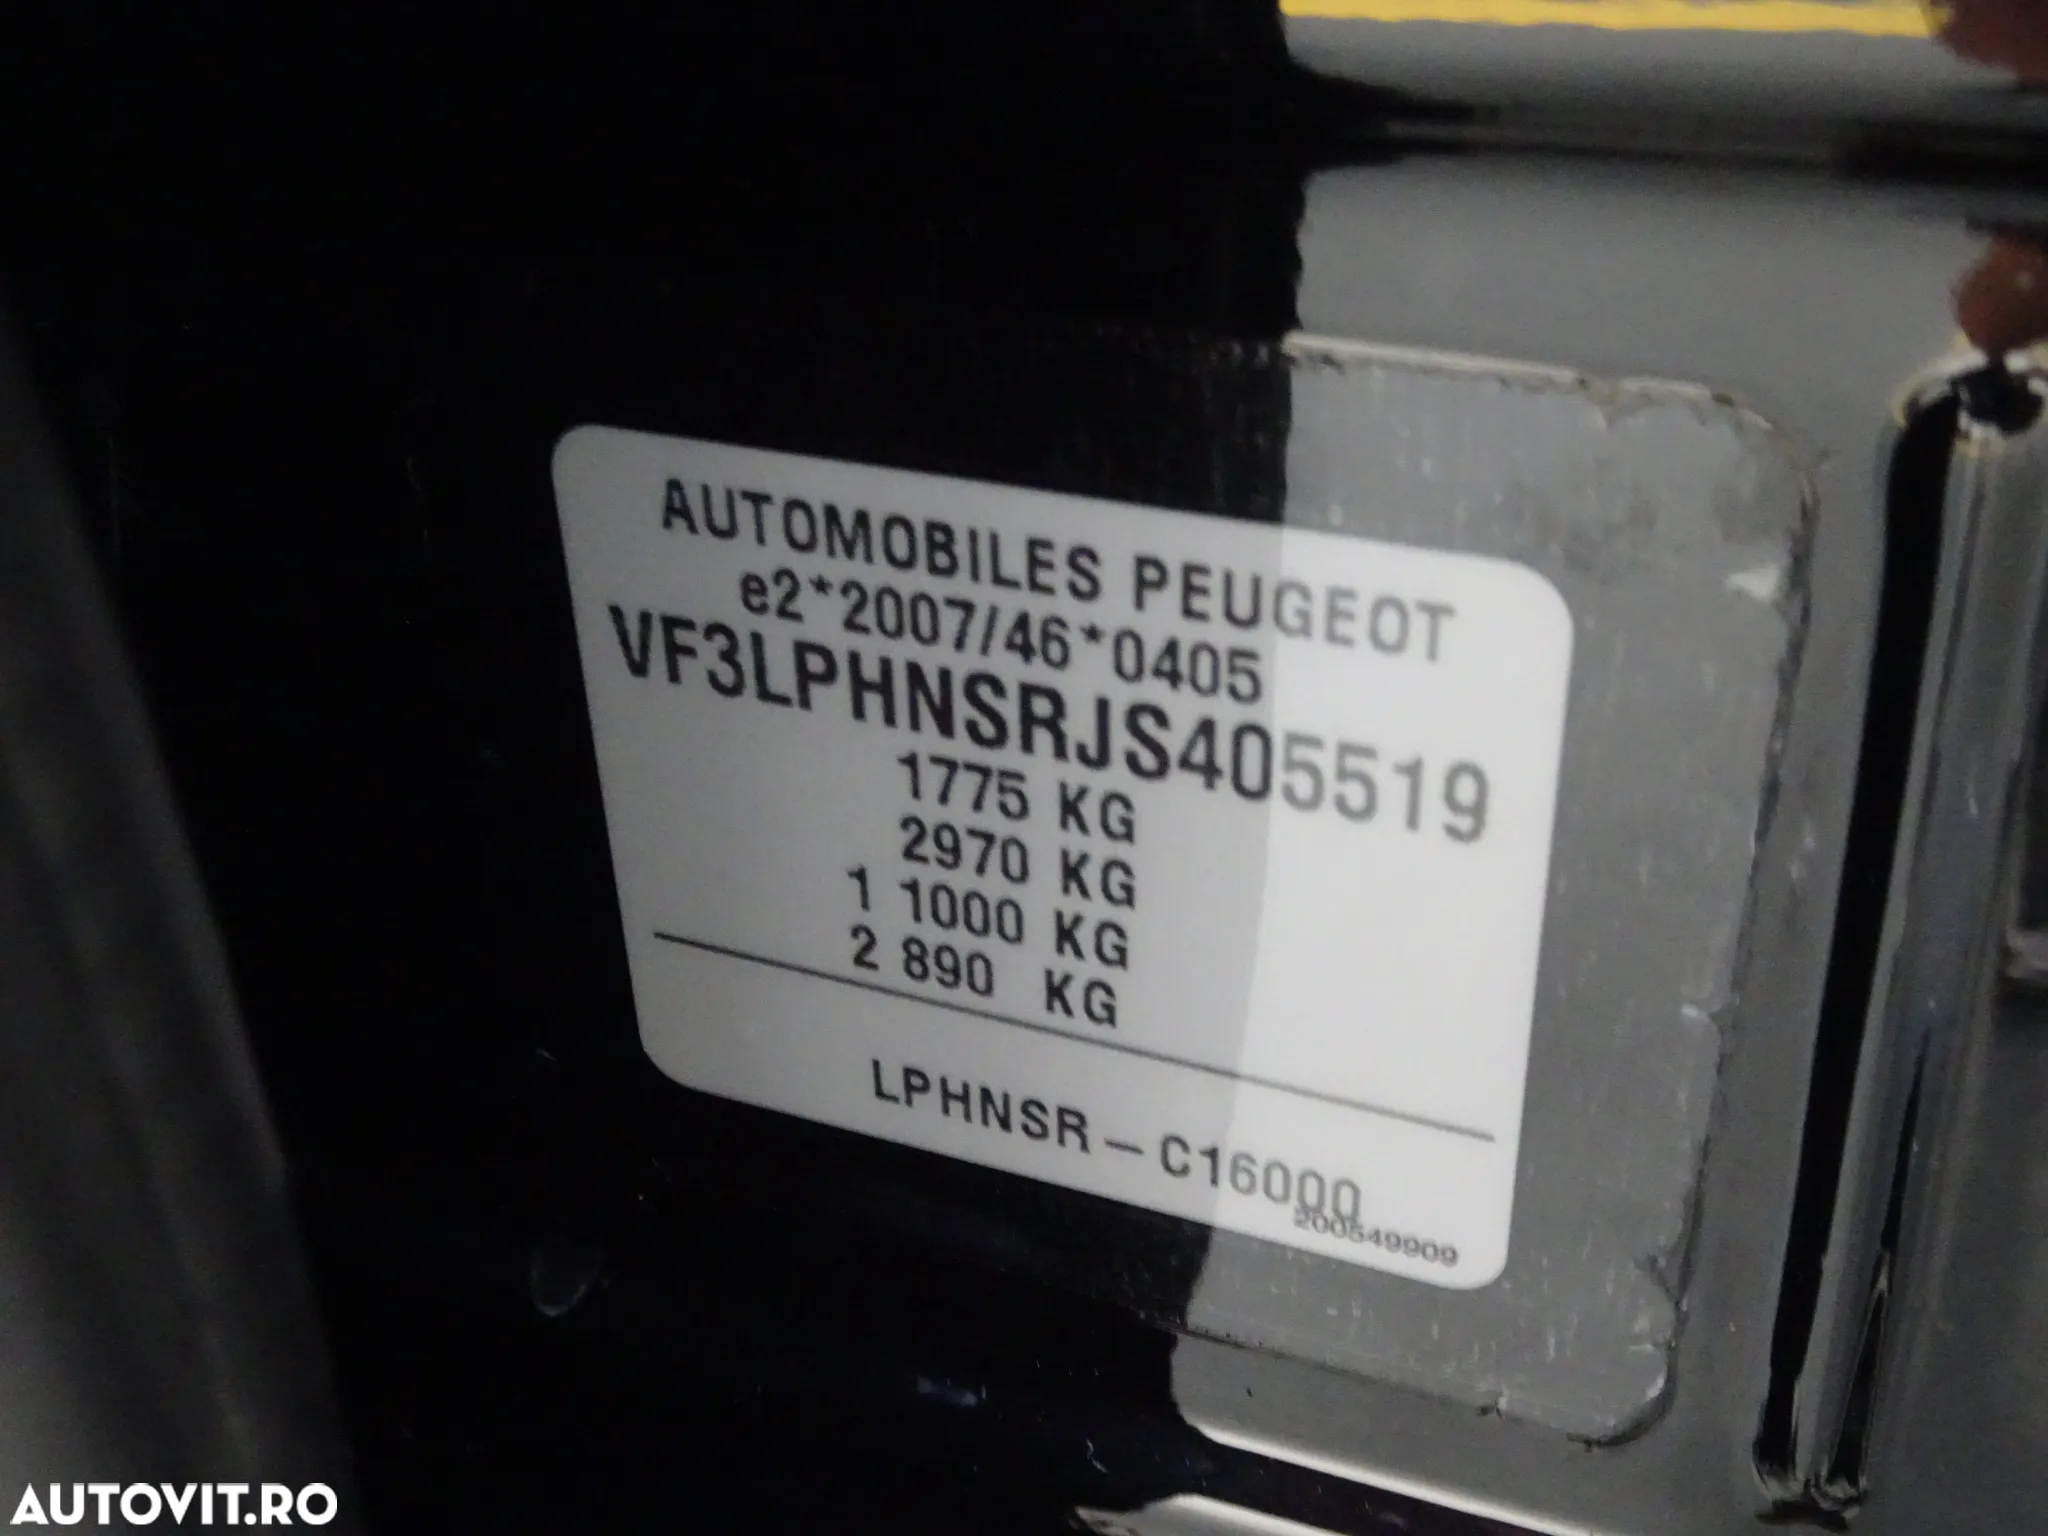 AUTOMOBILES PEUGEOT
e2*2007/46*0405
VF3LPHNSRJS405519
1775 KG
2970 KG
1 1000 KG
2 890 KG
LPHNSR – C16000
200549909
AUTOVIT.RO